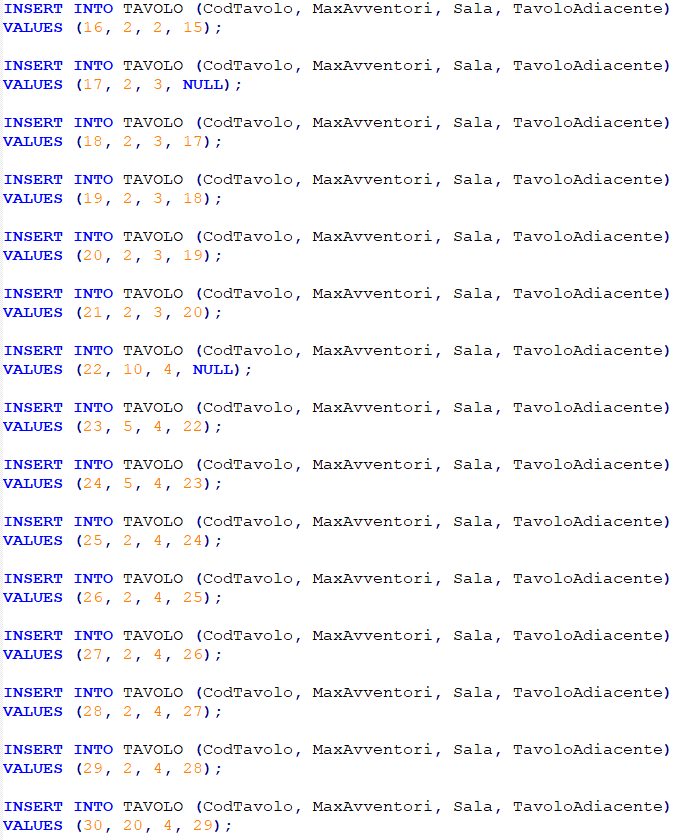 INSERT INTO TAVOLO (CodTavolo, MaxAvventori, Sala, TavoloAdiacente)
VALUES (16, 2, 2, 15);
INSERT INTO TAVOLO (CodTavolo, MaxAvventori, Sala, TavoloAdiacente)
VALUES (17, 2, 3, NULL);
INSERT INTO TAVOLO (CodTavolo, MaxAvventori, Sala, TavoloAdiacente)
VALUES (18, 2, 3, 17);
INSERT INTO TAVOLO (CodTavolo, MaxAvventori, Sala, TavoloAdiacente)
VALUES (19, 2, 3, 18);
INSERT INTO TAVOLO (CodTavolo, MaxAvventori, Sala, TavoloAdiacente)
VALUES (20, 2, 3, 19);
INSERT INTO TAVOLO (CodTavolo, MaxAvventori, Sala, TavoloAdiacente)
VALUES (21, 2, 3, 20);
INSERT INTO TAVOLO (CodTavolo, MaxAvventori, Sala, TavoloAdiacente)
VALUES (22, 10, 4, NULL);
INSERT INTO TAVOLO (CodTavolo, MaxAvventori, Sala, TavoloAdiacente)
VALUES (23, 5, 4, 22);
INSERT INTO TAVOLO (CodTavolo, MaxAvventori, Sala, TavoloAdiacente)
VALUES (24, 5, 4, 23);
INSERT INTO TAVOLO (CodTavolo, MaxAvventori, Sala, TavoloAdiacente)
VALUES (25, 2, 4, 24);
INSERT INTO TAVOLO (CodTavolo, MaxAvventori, Sala, TavoloAdiacente)
VALUES (26, 2, 4, 25);
INSERT INTO TAVOLO (CodTavolo, MaxAvventori, Sala, TavoloAdiacente)
VALUES (27, 2, 4, 26);
INSERT INTO TAVOLO (CodTavolo, MaxAvventori, Sala, TavoloAdiacente)
VALUES (28, 2, 4, 27);
INSERT INTO TAVOLO (CodTavolo, MaxAvventori, Sala, TavoloAdiacente)
VALUES (29, 2, 4, 28);
INSERT INTO TAVOLO (CodTavolo, MaxAvventori, Sala, TavoloAdiacente)
VALUES (30, 20, 4, 29);